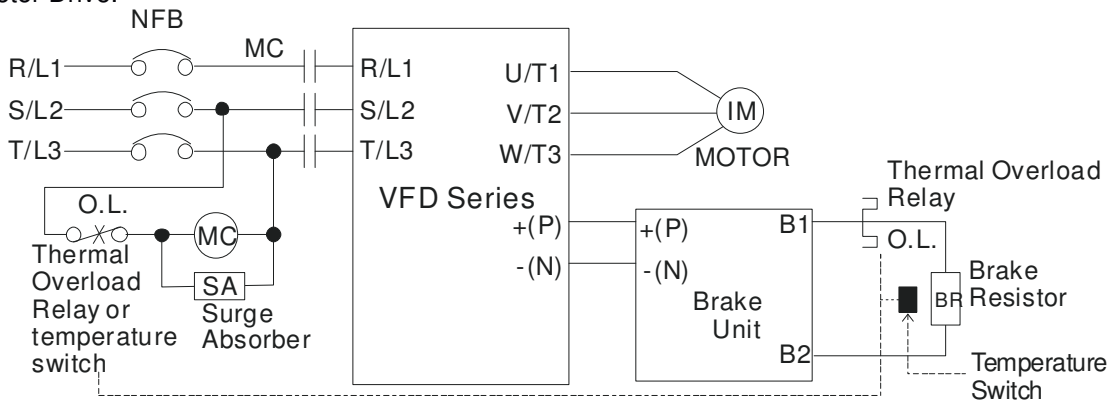 NFB
MC
R/L1
S/L2
T/L3
R/L1
S/L2
T/L3
U/T1
V/T2
W/T3
IM
MOTOR
VFD Series
+(P)
-(N)
+(P)
-(N)
Brake
Unit
B1
B2
Thermal Overload
Relay
O.L.
BR
Brake
Resistor
Temperature
Switch
O.L.
MC
SA
Surge
Absorber
Thermal
Overload
Relay or
temperature
switch